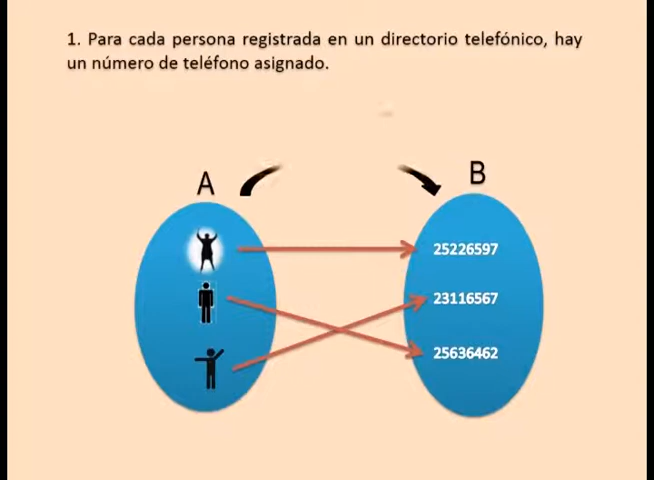 1. Para cada persona registrada en un directorio telefónico, hay
un número de teléfono asignado.
A
B
25226597
23116567
25636462